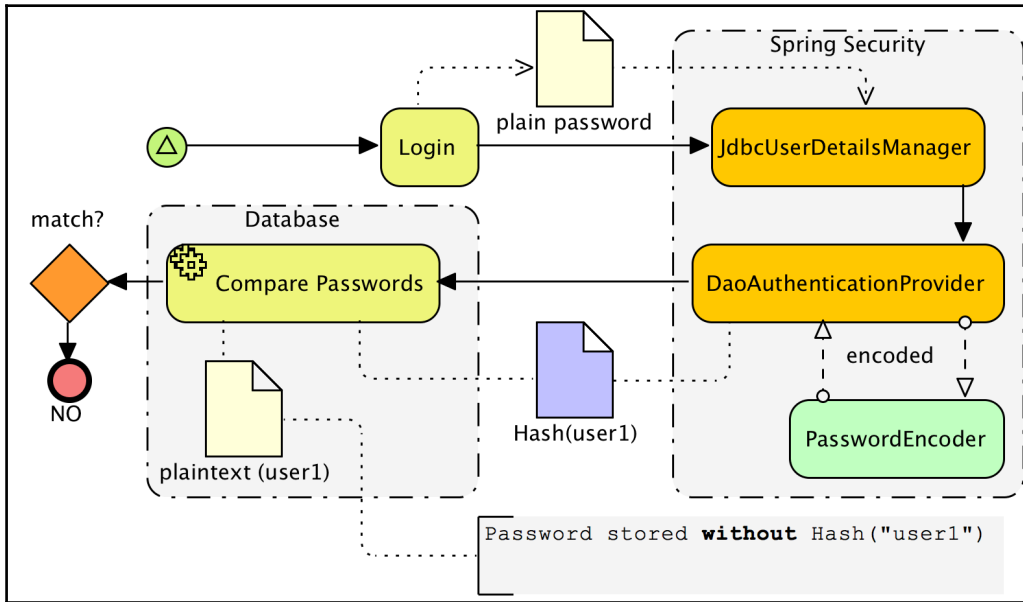 Spring Security
plain password
Login
JdbcUserDetailsManager
match?
Database
Compare Passwords
DaoAuthenticationProvider
encoded
NO
Hash(user1)
PasswordEncoder
plaintext (user1)
Password stored without Hash("user1")